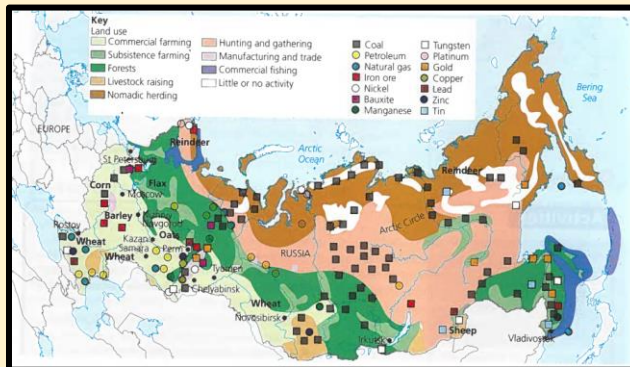 Key
Land use
Commercial farming
Subsistence farming
Forests
Livestock raising
Nomadic herding
Hunting and gathering
Manufacturing and trade
Commercial fishing
Little or no activity
Coal
Petroleum
Natural gas
Iron ore
Nickel
Bauxite
Manganese
Tungsten
Platinum
Gold
Copper
Lead
Zinc
Tin
Bering
Sea
EUROPE
Arctic
Ocean
Reindeer
St Petersburg
Corn
Flax
Moscow
Reindeer
Barley
Nizhniy
Novgorod
Arctic Circle
Rostov
Oats
Kazan
RUSSIA
Wheat
Samara
Perm
Wheat
Tyumen
Chelyabinsk
Wheat
Novosibirsk
Irkutsk
Sheep
Vladivostok